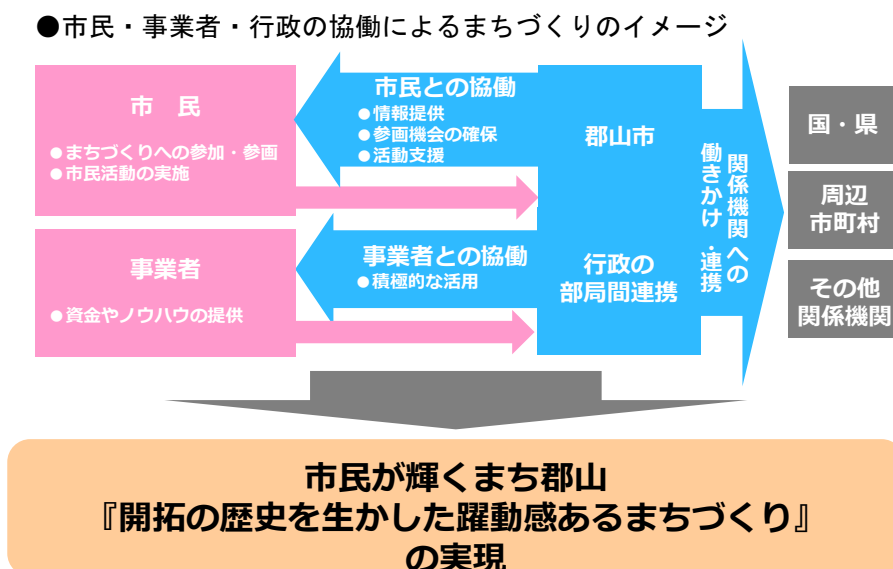 ●市民・事業者・行政の協働によるまちづくりのイメージ
市 民
●まちづくりへの参加・参画
●市民活動の実施
市民との協働
●情報提供
●参画機会の確保
●活動支援
事業者
●資金やノウハウの提供
事業者との協働
●積極的な活用
郡山市
行政の
部局間連携
関係機関への
働きかけ・連携
国・県
周辺
市町村
その他
関係機関
市民が輝くまち郡山
『開拓の歴史を生かした躍動感あるまちづくり』
の実現